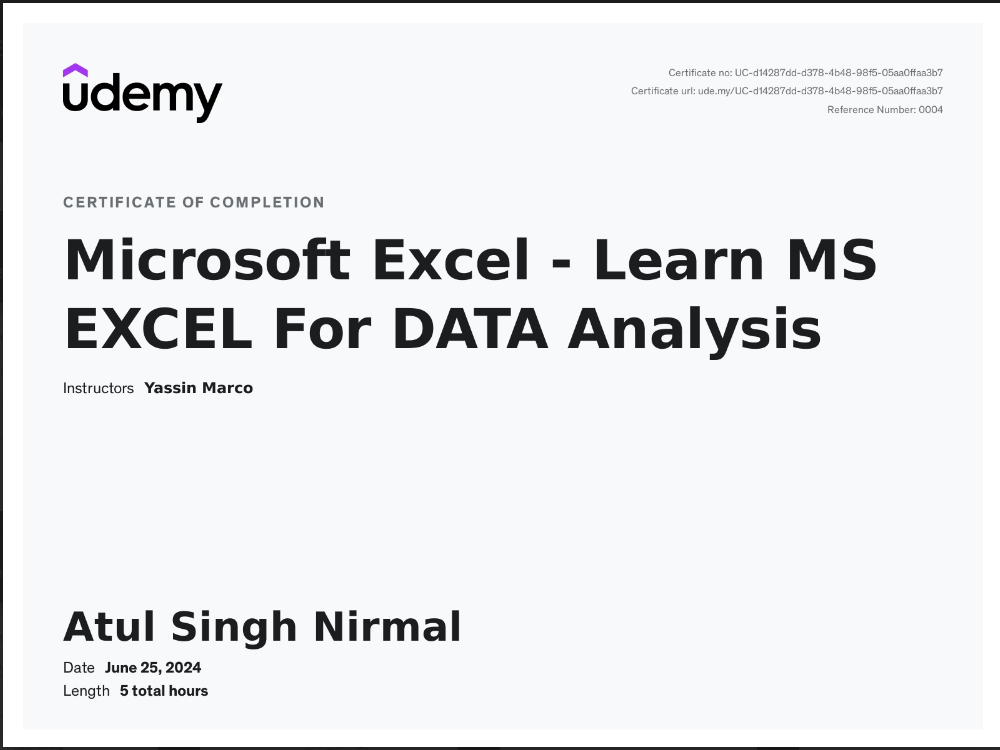 udemy
Certificate no: UC-d14287dd-d378-4b48-98f5-05aa0ffaa3b7
Certificate url: ude.my/UC-d14287dd-d378-4b48-98f5-05aa0ffaa3b7
Reference Number: 0004
CERTIFICATE OF COMPLETION
Microsoft Excel - Learn MS
EXCEL For DATA Analysis
Instructors Yassin Marco
Atul Singh Nirmal
Date June 25, 2024
Length 5 total hours